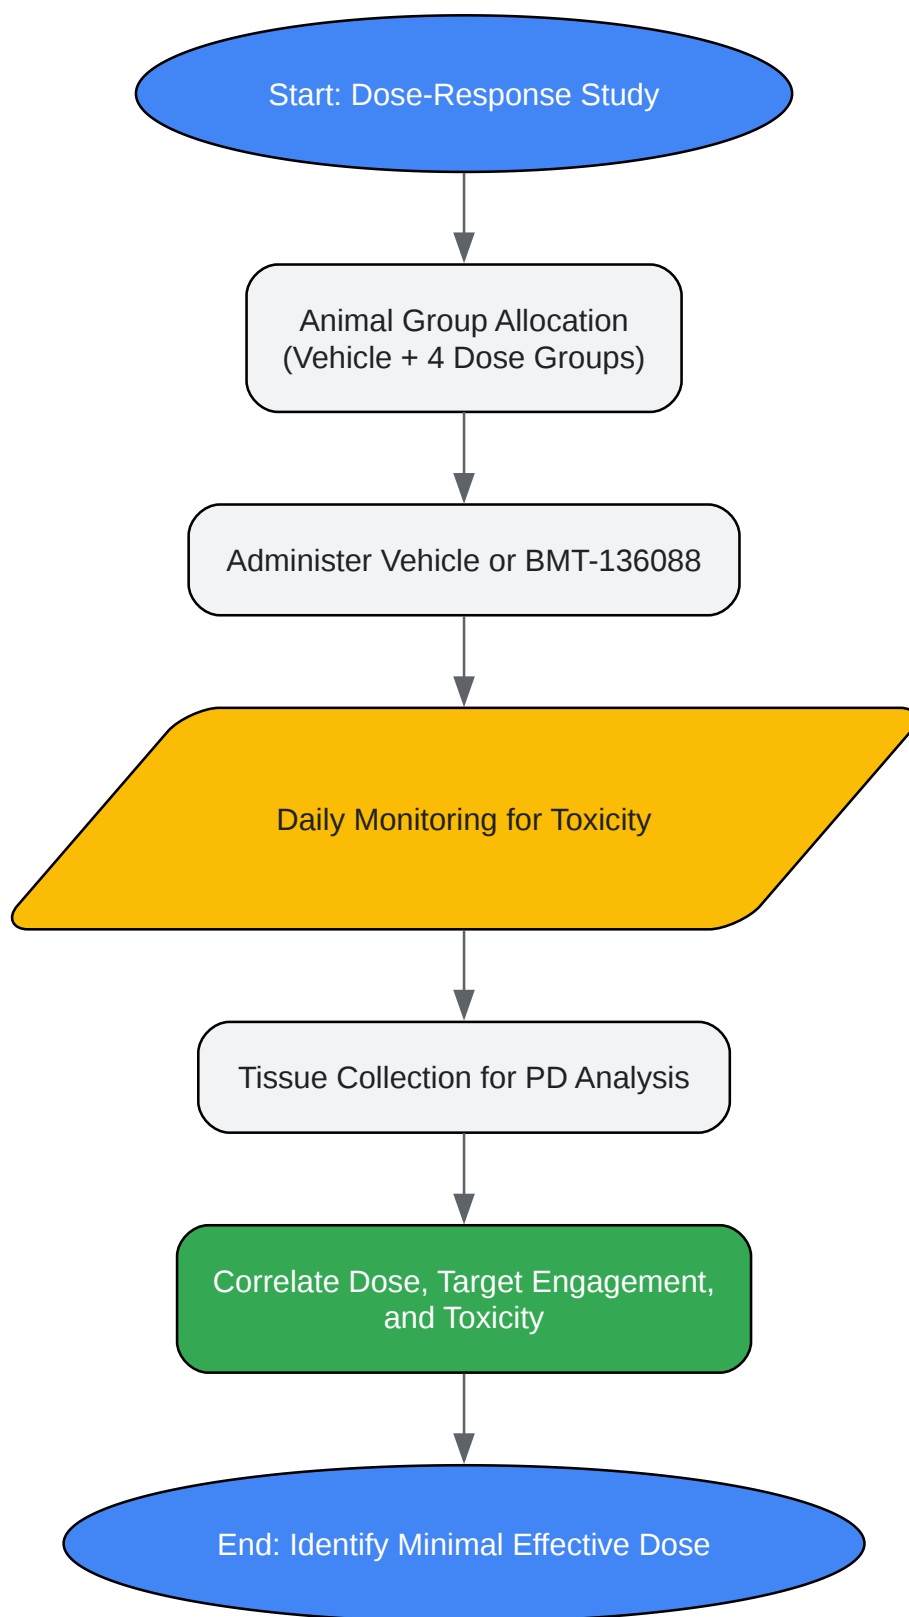 Start: Dose-Response Study
Animal Group Allocation
(Vehicle + 4 Dose Groups)
Administer Vehicle or BMT-136088
Daily Monitoring for Toxicity
Tissue Collection for PD Analysis
Correlate Dose, Target Engagement,
and Toxicity
End: Identify Minimal Effective Dose